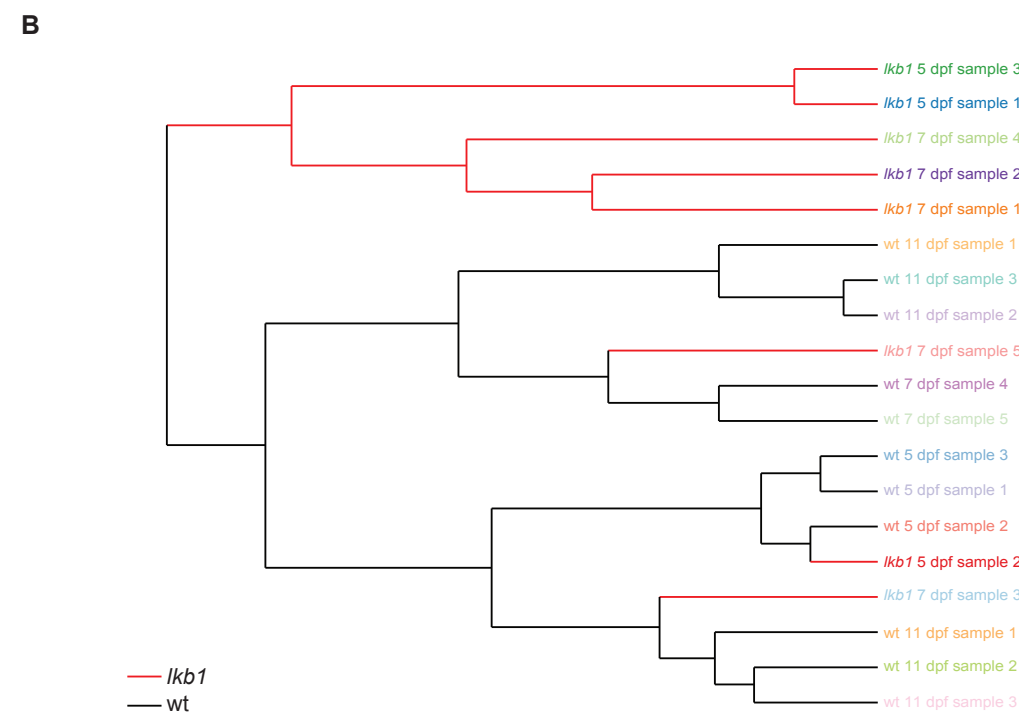 B
lkb1 5 dpf sample 3
lkb1 5 dpf sample 1
lkb1 7 dpf sample 4
lkb1 7 dpf sample 2
lkb1 7 dpf sample 1
wt 11 dpf sample 1
wt 11 dpf sample 3
wt 11 dpf sample 2
lkb1 7 dpf sample 5
wt 7 dpf sample 4
wt 7 dpf sample 5
wt 5 dpf sample 3
wt 5 dpf sample 1
wt 5 dpf sample 2
lkb1 5 dpf sample 2
lkb1 7 dpf sample 3
wt 11 dpf sample 1
wt 11 dpf sample 2
wt 11 dpf sample 3
lkb1
wt